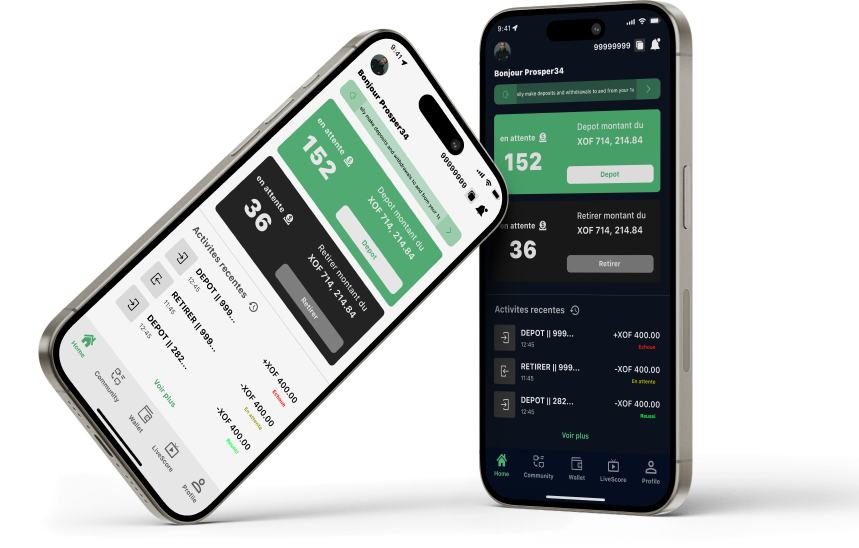 9:41
Bonjour Prosper34
99999999
ily make deposits and withdrawals to and from your 1x
en attente
152
Depot montant du
XOF 714, 214.84
Depot
en attente
36
Retirer montant du
XOF 714, 214.84
Retirer
Activites recentes
DEPOT || 999...
12:45
+XOF 400.00
Echoue
RETIRER || 999...
11:45
-XOF 400.00
En attente
DEPOT || 282...
12:45
-XOF 400.00
Reussi
Voir plus
Home
Community
Wallet
LiveScore
Profile
9:41
99999999
Bonjour Prosper34
ily make deposits and withdrawals to and from your 1x
en attente
152
Depot montant du
XOF 714, 214.84
Depot
en attente
36
Retirer montant du
XOF 714, 214.84
Retirer
Activites recentes
DEPOT || 999...
+XOF 400.00
12:45
Echoue
RETIRER || 999...
-XOF 400.00
11:45
En attente
DEPOT || 282...
-XOF 400.00
12:45
Reussi
Voir plus
Home
Community
Wallet
LiveScore
Profile